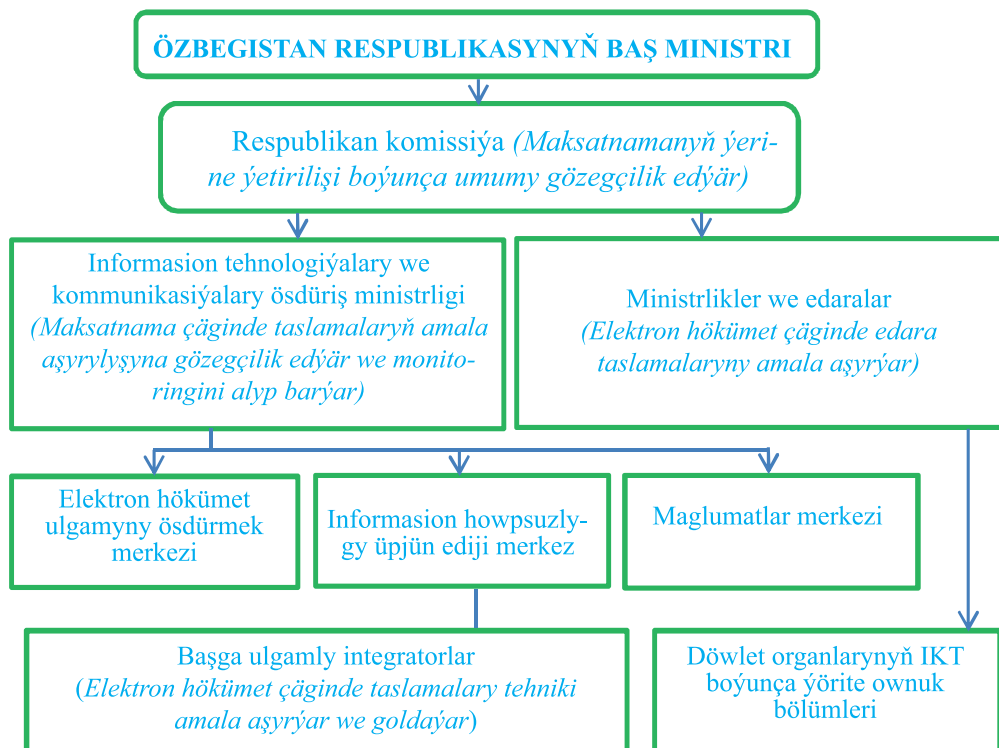 ÖZBEGISTAN RESPUBLIKASYNYŇ BAŞ MINISTRI
Respublikan komissiýa (Maksatnamanyň ýeri-
ne ýetirilişi boýunça umumy gözegçilik edýär)
Informasion tehnologiýalary we
kommunikasiýalary ösdüriş ministrligi
(Maksatnama çäginde taslamalaryň amala
aşyrylyşyna gözegçilik edýär we monito-
ringini alyp barýar)
Ministrlikler we edaralar
(Elektron hökümet çäginde edara
taslamalaryny amala aşyrýar)
Elektron hökümet
ulgamyny ösdürmek
merkezi
Informasion howpsuzly-
gy üpjün ediji merkez
Maglumatlar merkezi
Başga ulgamly integratorlar
(Elektron hökümet çäginde taslamalary tehniki
amala aşyrýar we goldaýar)
Döwlet organlarynyň IKT
boýunça ýörite ownuk
bölümleri